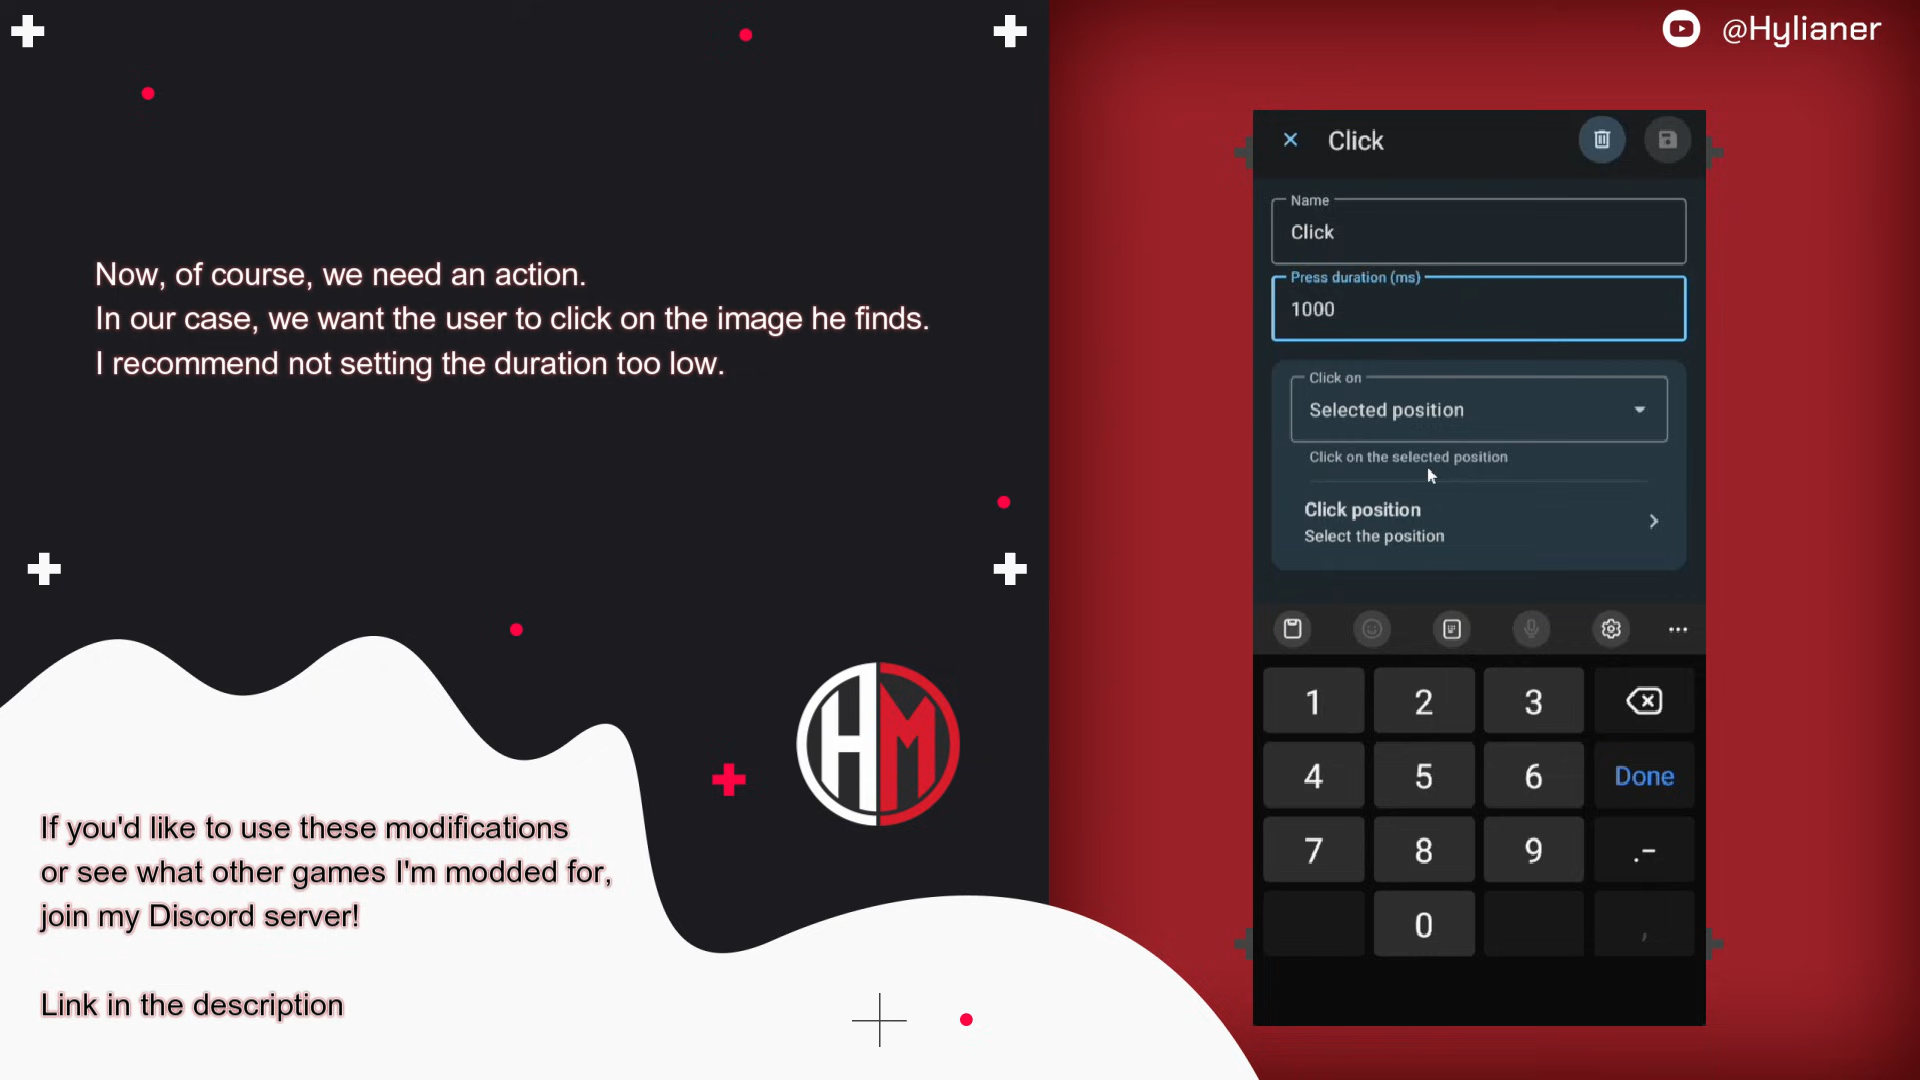 @Hylianer
Now, of course, we need an action.
In our case, we want the user to click on the image he finds.
I recommend not setting the duration too low.
HM
If you'd like to use these modifications
or see what other games I'm modded for,
join my Discord server!
Link in the description
Click
Name
Click
Press duration (ms)
1000
Click on
Selected position
Click on the selected position
Click position
Select the position
1 2 3
4 5 6 Done
7 8 9 .-
0 ,